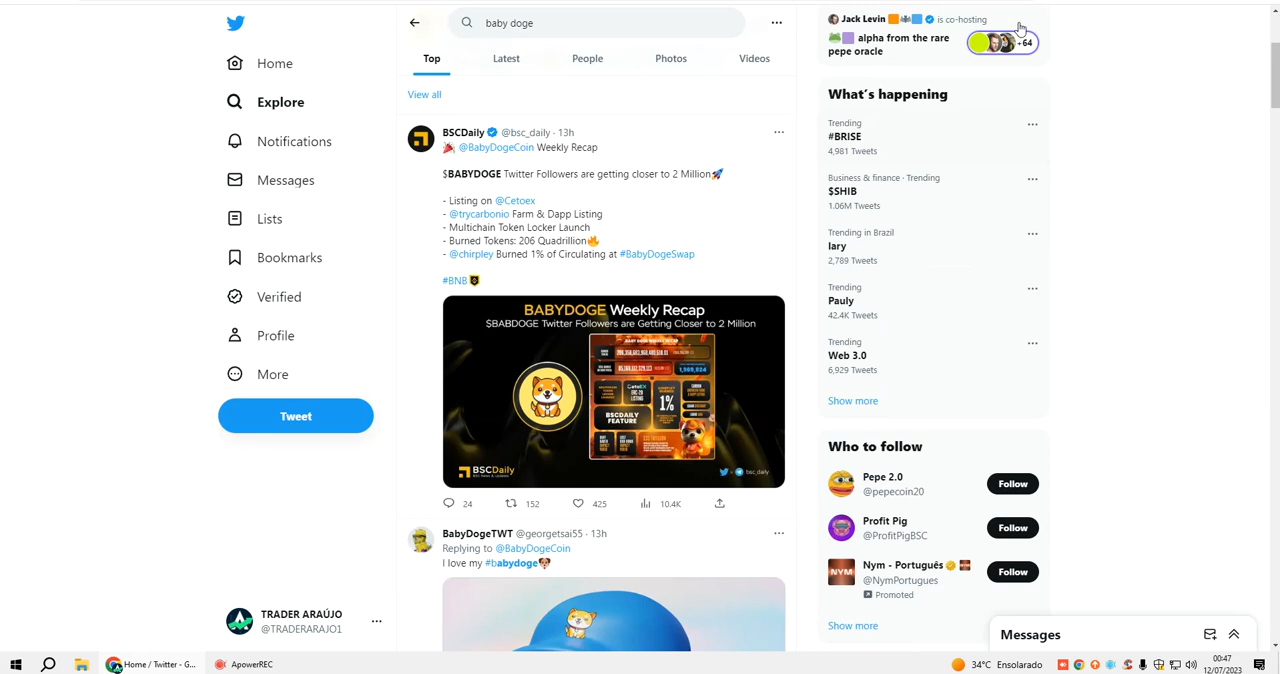 Home
Explore
Notifications
Messages
Lists
Bookmarks
Verified
Profile
More
Tweet
TRADER ARAÚJO
@TRADERARAJO1
baby doge
Top
Latest
People
Photos
Videos
View all
BSCDaily @bsc_daily · 13h
🎉 @BabyDogeCoin Weekly Recap
$BABYDOGE Twitter Followers are getting closer to 2 Million🚀
- Listing on @Cetoex
- @trycarbonio Farm & Dapp Listing
- Multichain Token Locker Launch
- Burned Tokens: 206 Quadrillion🔥
- @chirpley Burned 1% of Circulating at #BabyDogeSwap
#BNB
BABYDOGE Weekly Recap
$BABDOGE Twitter Followers are Getting Closer to 2 Million
1%
BSCDAILY
FEATURE
BSCDaily
bsc_daily
24
152
425
10.4K
BabyDogeTWT @georgetsai55 · 13h
Replying to @BabyDogeCoin
I love my #babydoge
Jack Levin is co-hosting
alpha from the rare
pepe oracle
+64
What's happening
Trending
#BRISE
4,981 Tweets
Business & finance · Trending
$SHIB
1.06M Tweets
Trending in Brazil
Iary
2,789 Tweets
Trending
Pauly
42.4K Tweets
Trending
Web 3.0
6,929 Tweets
Show more
Who to follow
Pepe 2.0
@pepecoin20
Follow
Profit Pig
@ProfitPigBSC
Follow
NYM
Nym - Português
@NymPortugues
Promoted
Follow
Show more
Messages
Home / Twitter - G...
ApowerREC
34°C Ensolarado
00:47
12/07/2023